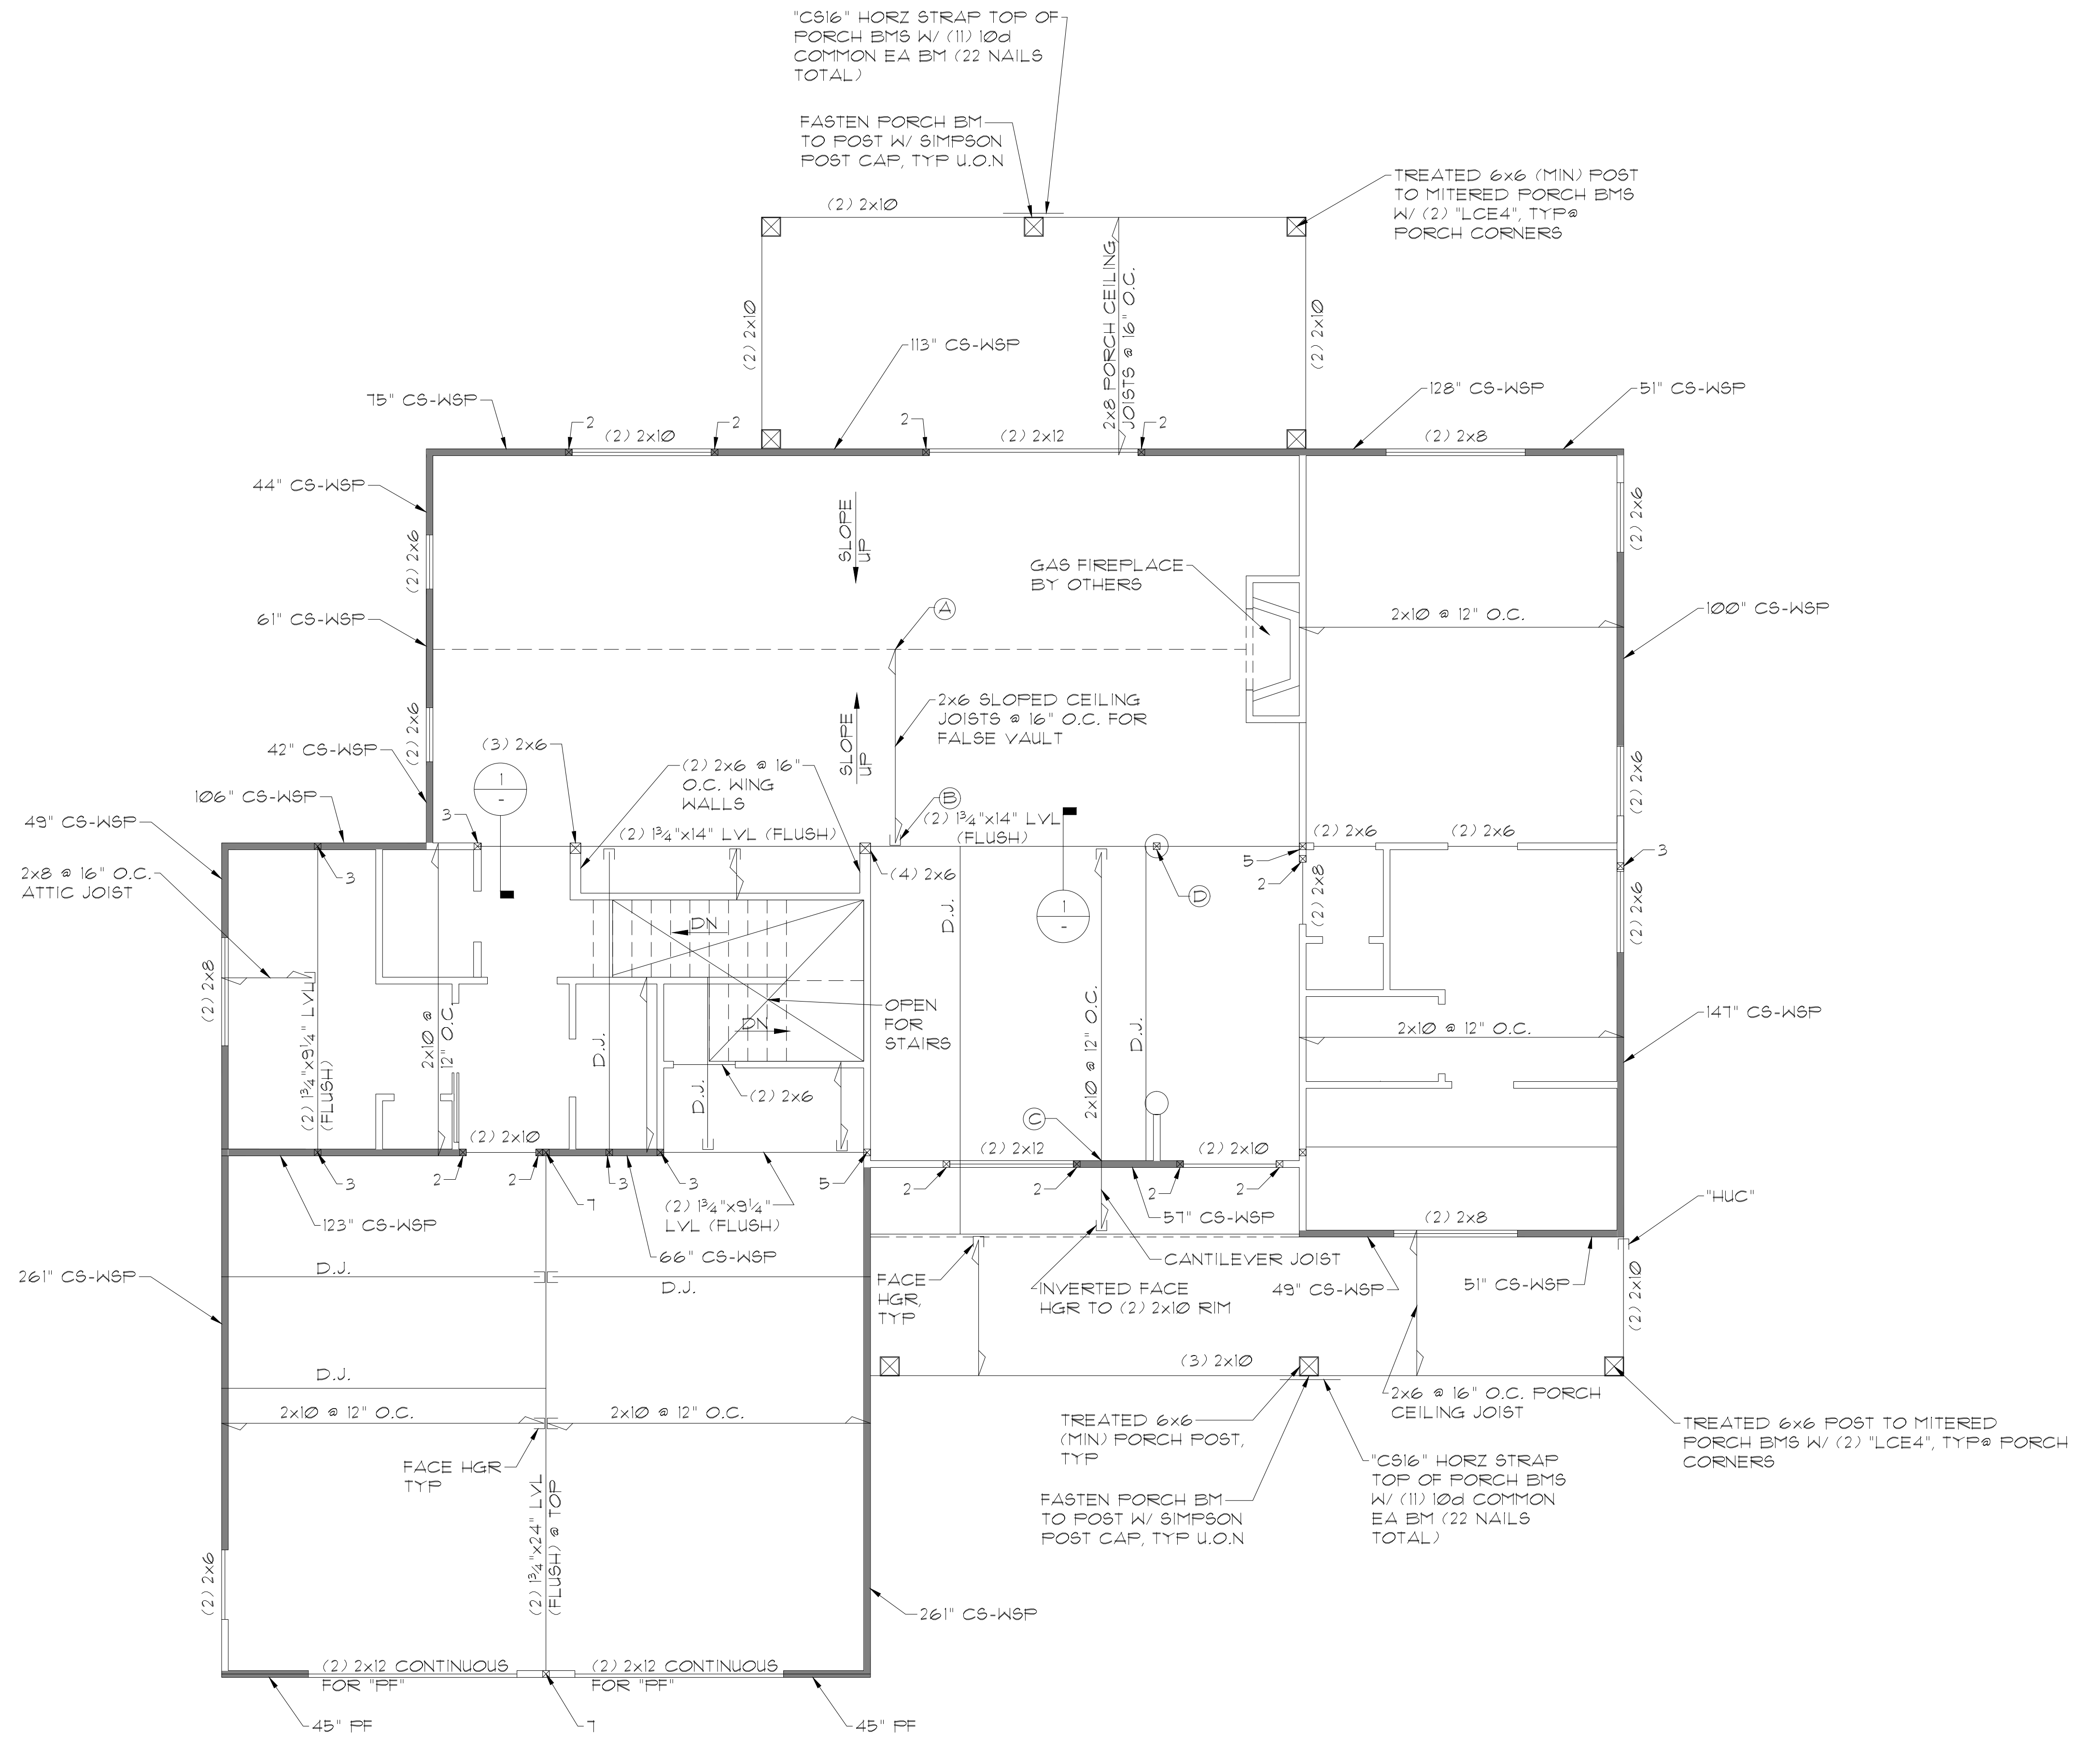 "CS16" HORZ STRAP TOP OF
PORCH BMS W/ (11) 10d
COMMON EA BM (22 NAILS
TOTAL)
FASTEN PORCH BM
TO POST W/ SIMPSON
POST CAP, TYP U.O.N
TREATED 6x6 (MIN) POST
TO MITERED PORCH BMS
W/ (2) "LCE4", TYP@
PORCH CORNERS
(2) 2x10
(2) 2x10
2x8 PORCH CEILING
JOISTS @ 16" O.C.
(2) 2x10
113" CS-WSP
75" CS-WSP
128" CS-WSP
51" CS-WSP
2
(2) 2x10
2
2
(2) 2x12
2
(2) 2x8
44" CS-WSP
(2) 2x6
SLOPE
UP
(2) 2x6
GAS FIREPLACE
BY OTHERS
A
2x10 @ 12" O.C.
100" CS-WSP
61" CS-WSP
(2) 2x6
SLOPE
UP
2x6 SLOPED CEILING
JOISTS @ 16" O.C. FOR
FALSE VAULT
42" CS-WSP
(3) 2x6
1
-
(2) 2x6 @ 16"
O.C. WING
WALLS
(2) 2x6
106" CS-WSP
B
49" CS-WSP
3
(2) 1¾"x14" LVL (FLUSH)
(2) 1¾"x14" LVL
(FLUSH)
(2) 2x6
(2) 2x6
3
5
2
2x8 @ 16" O.C.
ATTIC JOIST
3
(4) 2x6
D.J.
1
-
D
(2) 2x8
(2) 2x6
DN
(2) 2x8
(2) 1¾"x9¼" LVL
(FLUSH)
2x10 @
12" O.C.
D.J.
DN
D.J.
OPEN
FOR
STAIRS
(2) 2x6
2x10 @ 12" O.C.
D.J.
2x10 @ 12" O.C.
147" CS-WSP
C
(2) 2x10
(2) 2x12
(2) 2x10
3
2
2
7
3
3
5
2
2
2
2
123" CS-WSP
(2) 1¾"x9¼"
LVL (FLUSH)
66" CS-WSP
57" CS-WSP
(2) 2x8
"HUC"
261" CS-WSP
D.J.
D.J.
FACE
HGR,
TYP
CANTILEVER JOIST
INVERTED FACE
HGR TO (2) 2x10 RIM
49" CS-WSP
51" CS-WSP
(2) 2x10
D.J.
(3) 2x10
2x10 @ 12" O.C.
2x10 @ 12" O.C.
2x6 @ 16" O.C. PORCH
CEILING JOIST
TREATED 6x6
(MIN) PORCH POST,
TYP
TREATED 6x6 POST TO MITERED
PORCH BMS W/ (2) "LCE4", TYP@ PORCH
CORNERS
FACE HGR
TYP
"CS16" HORZ STRAP
TOP OF PORCH BMS
W/ (11) 10d COMMON
EA BM (22 NAILS
TOTAL)
FASTEN PORCH BM
TO POST W/ SIMPSON
POST CAP, TYP U.O.N
(2) 1¾"x24" LVL
(FLUSH) @ TOP
(2) 2x6
261" CS-WSP
(2) 2x12 CONTINUOUS
FOR "PF"
(2) 2x12 CONTINUOUS
FOR "PF"
45" PF
7
45" PF